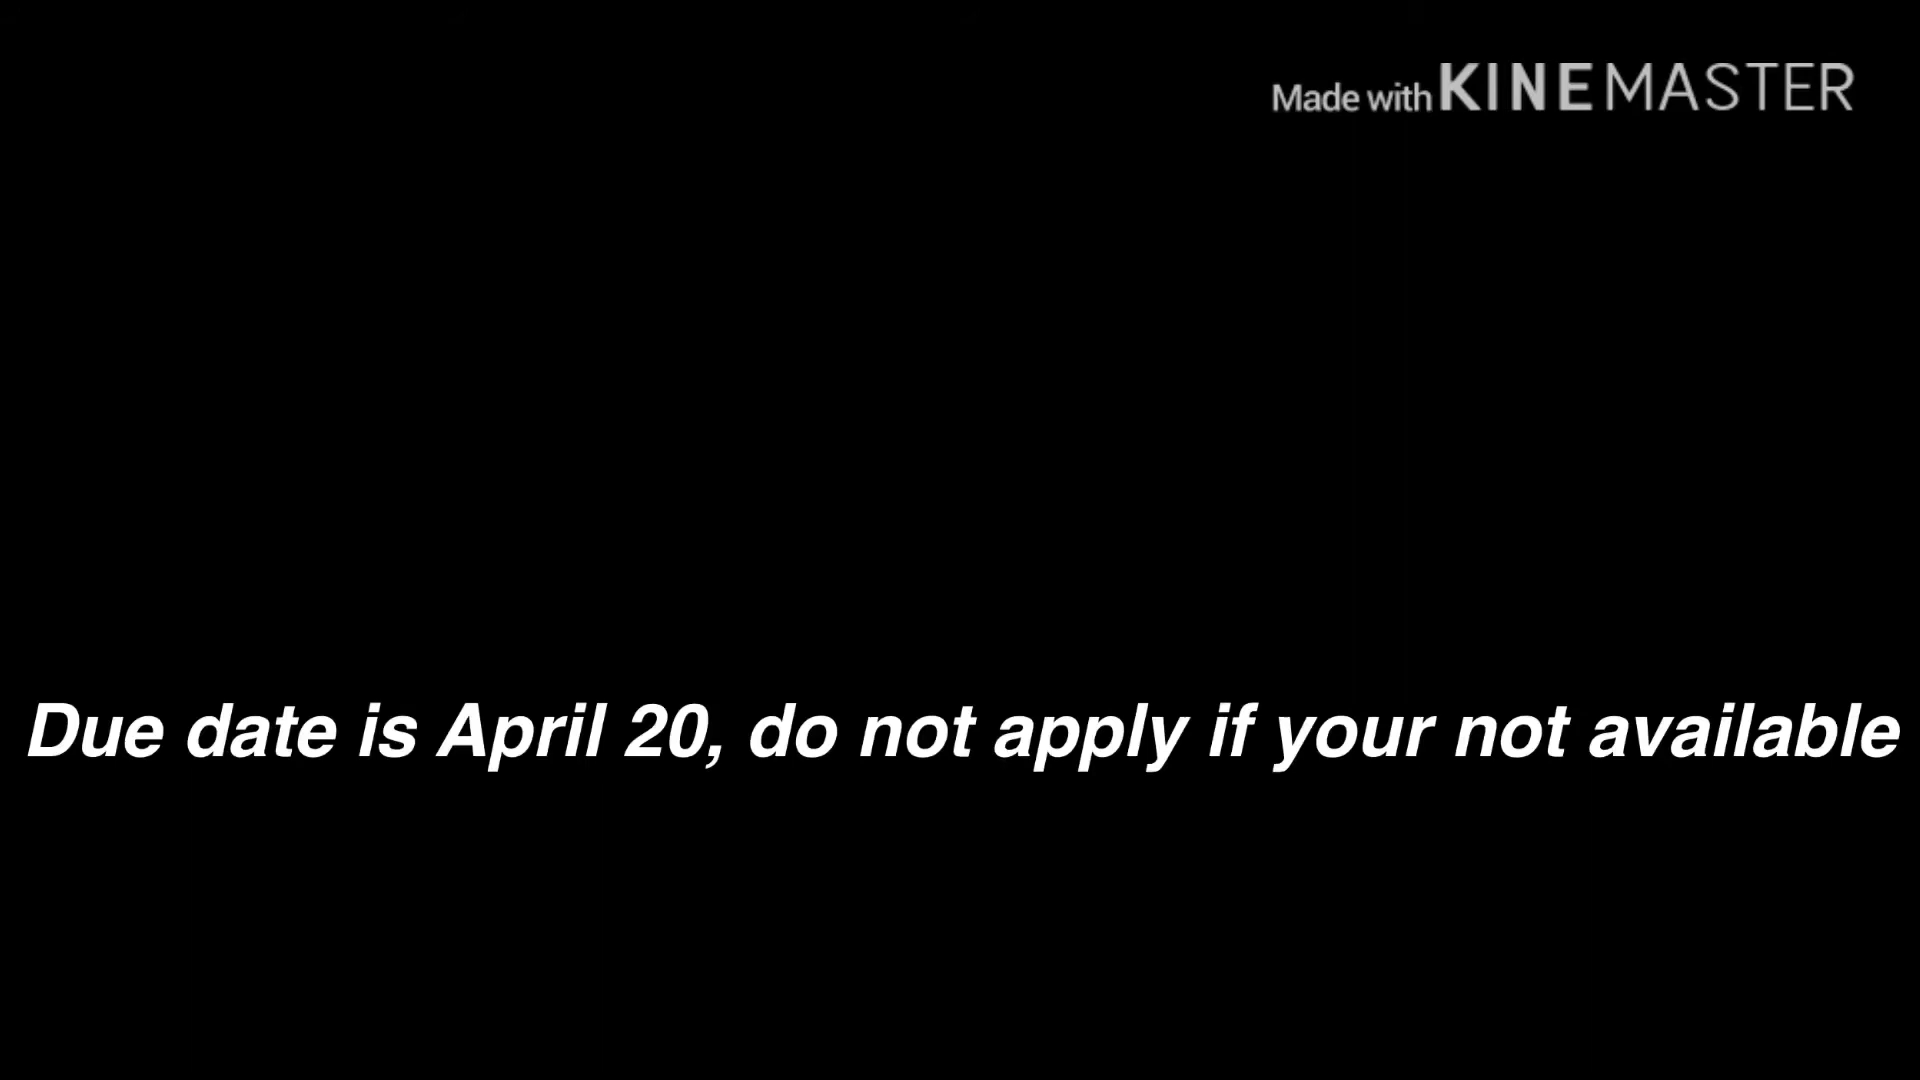 Made with KINEMASTER
Due date is April 20, do not apply if your not available